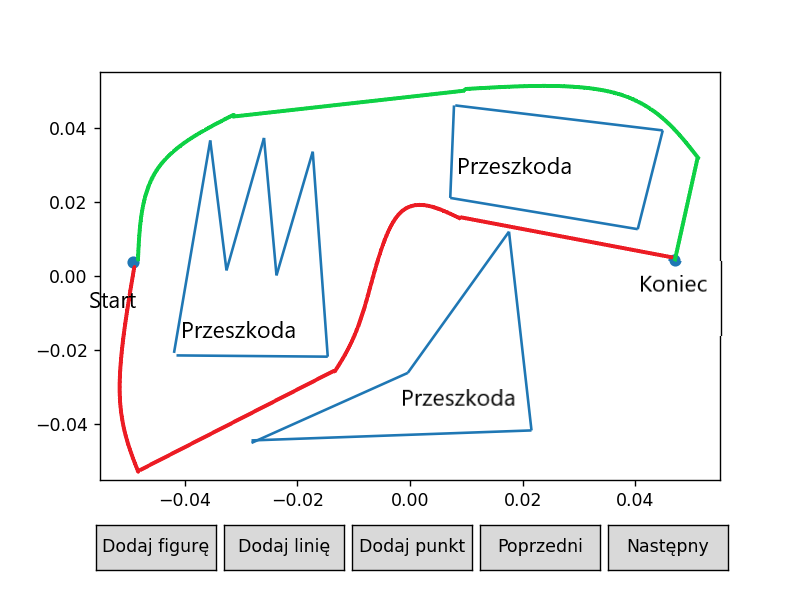 0.04
0.02
0.00
−0.02
−0.04
Przeszkoda
Start
Koniec
Przeszkoda
Przeszkoda
−0.04 −0.02 0.00 0.02 0.04
Dodaj figurę Dodaj linię Dodaj punkt Poprzedni Następny